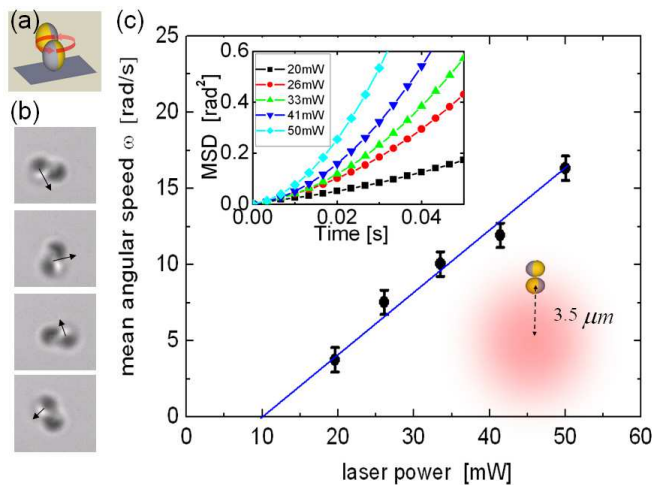 (a)
(b)
(c)
mean angular speed ω [rad/s]
25
20
15
10
5
0
0 10 20 30 40 50 60
laser power [mW]
MSD [rad²]
0.6
0.4
0.2
0.0
0.00 0.02 0.04
Time [s]
20mW
26mW
33mW
41mW
50mW
3.5 μm